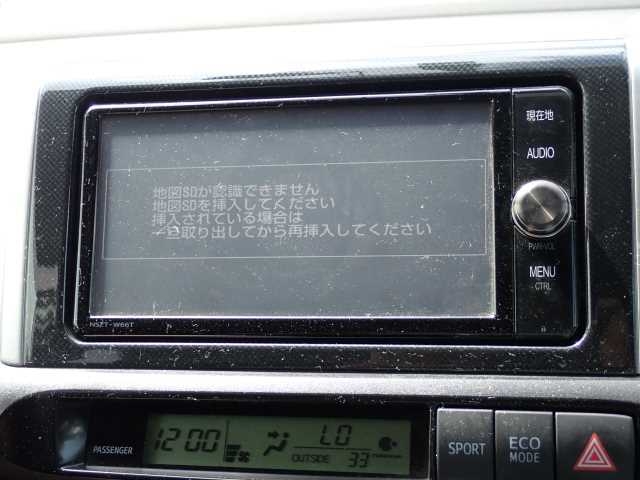 地図SDが認識できません
地図SDを挿入してください
挿入されている場合は
一旦取り出してから再挿入してください
現在地
AUDIO
PWR·VOL
MENU
CTRL
NSZT-W66T
PASSENGER
12:00
LO
OUTSIDE 33
SPORT
ECO
MODE